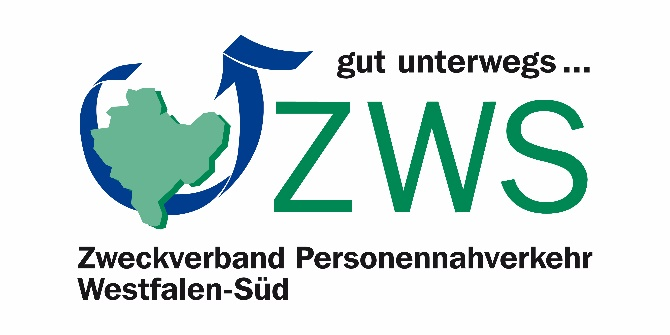 gut unterwegs...
ZWS
Zweckverband Personennahverkehr
Westfalen-Süd